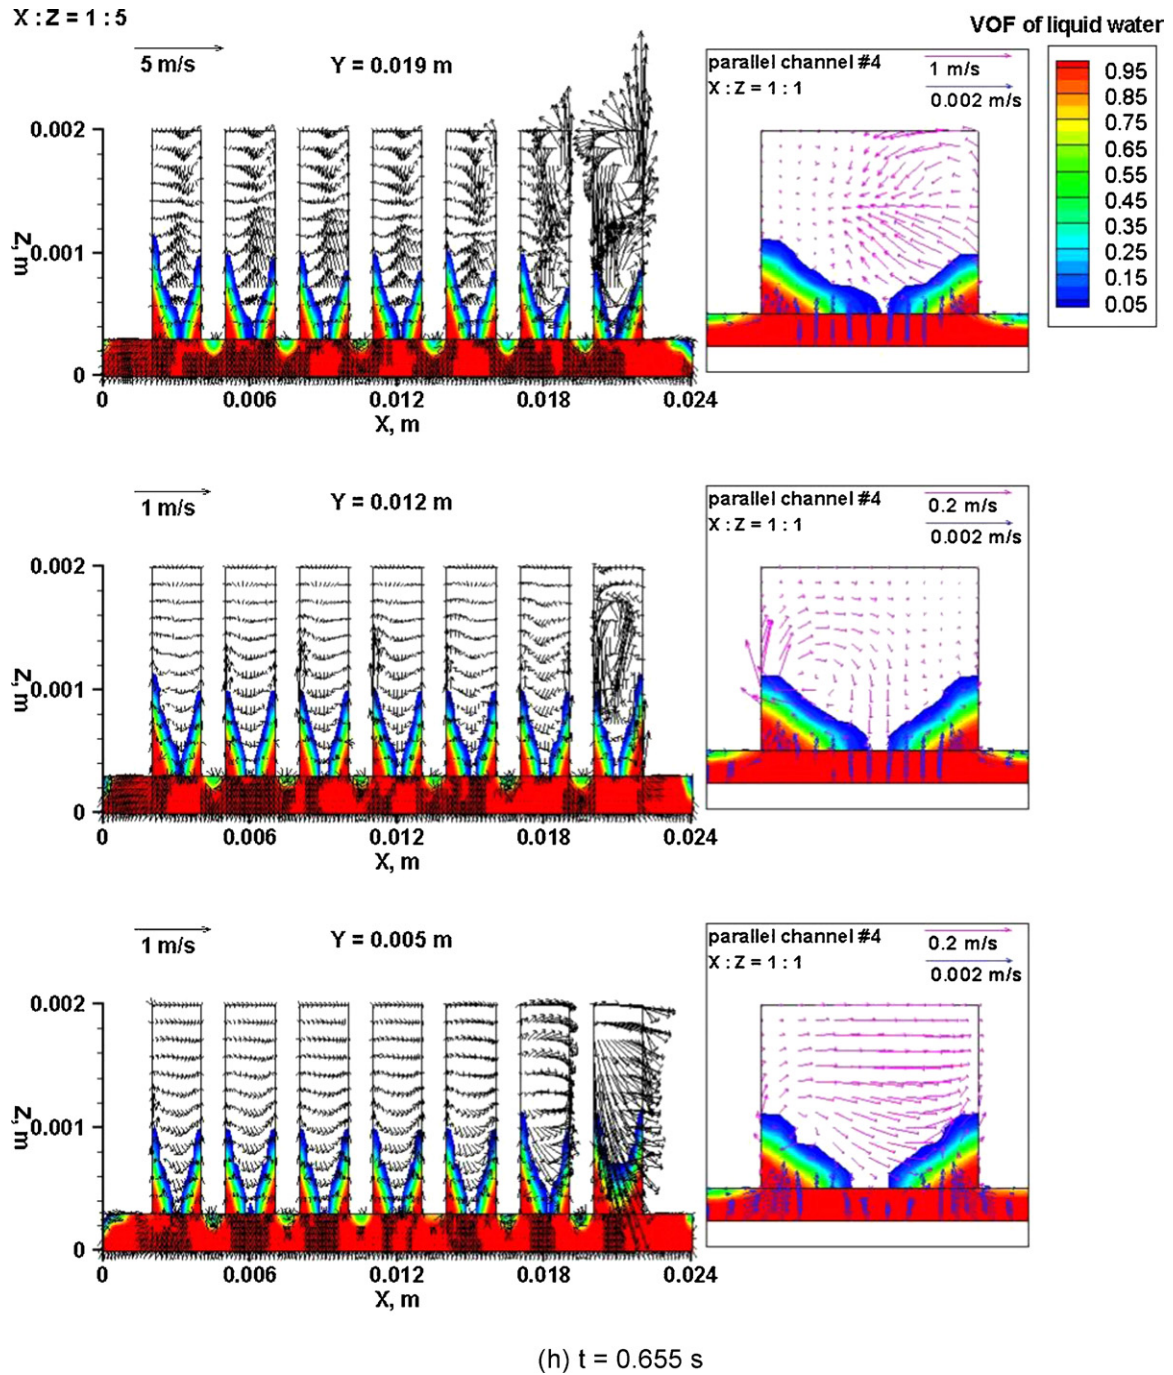 X : Z = 1 : 5
VOF of liquid water
5 m/s
Y = 0.019 m
parallel channel #4
1 m/s
X : Z = 1 : 1
0.002 m/s
0.95
0.85
0.75
0.65
0.55
0.45
0.35
0.25
0.15
0.05
0.002
0.001
0
Z, m
0 0.006 0.012 0.018 0.024
X, m
1 m/s
Y = 0.012 m
parallel channel #4
0.2 m/s
X : Z = 1 : 1
0.002 m/s
0.002
0.001
0
Z, m
0 0.006 0.012 0.018 0.024
X, m
1 m/s
Y = 0.005 m
parallel channel #4
0.2 m/s
X : Z = 1 : 1
0.002 m/s
0.002
0.001
0
Z, m
0 0.006 0.012 0.018 0.024
X, m
(h) t = 0.655 s